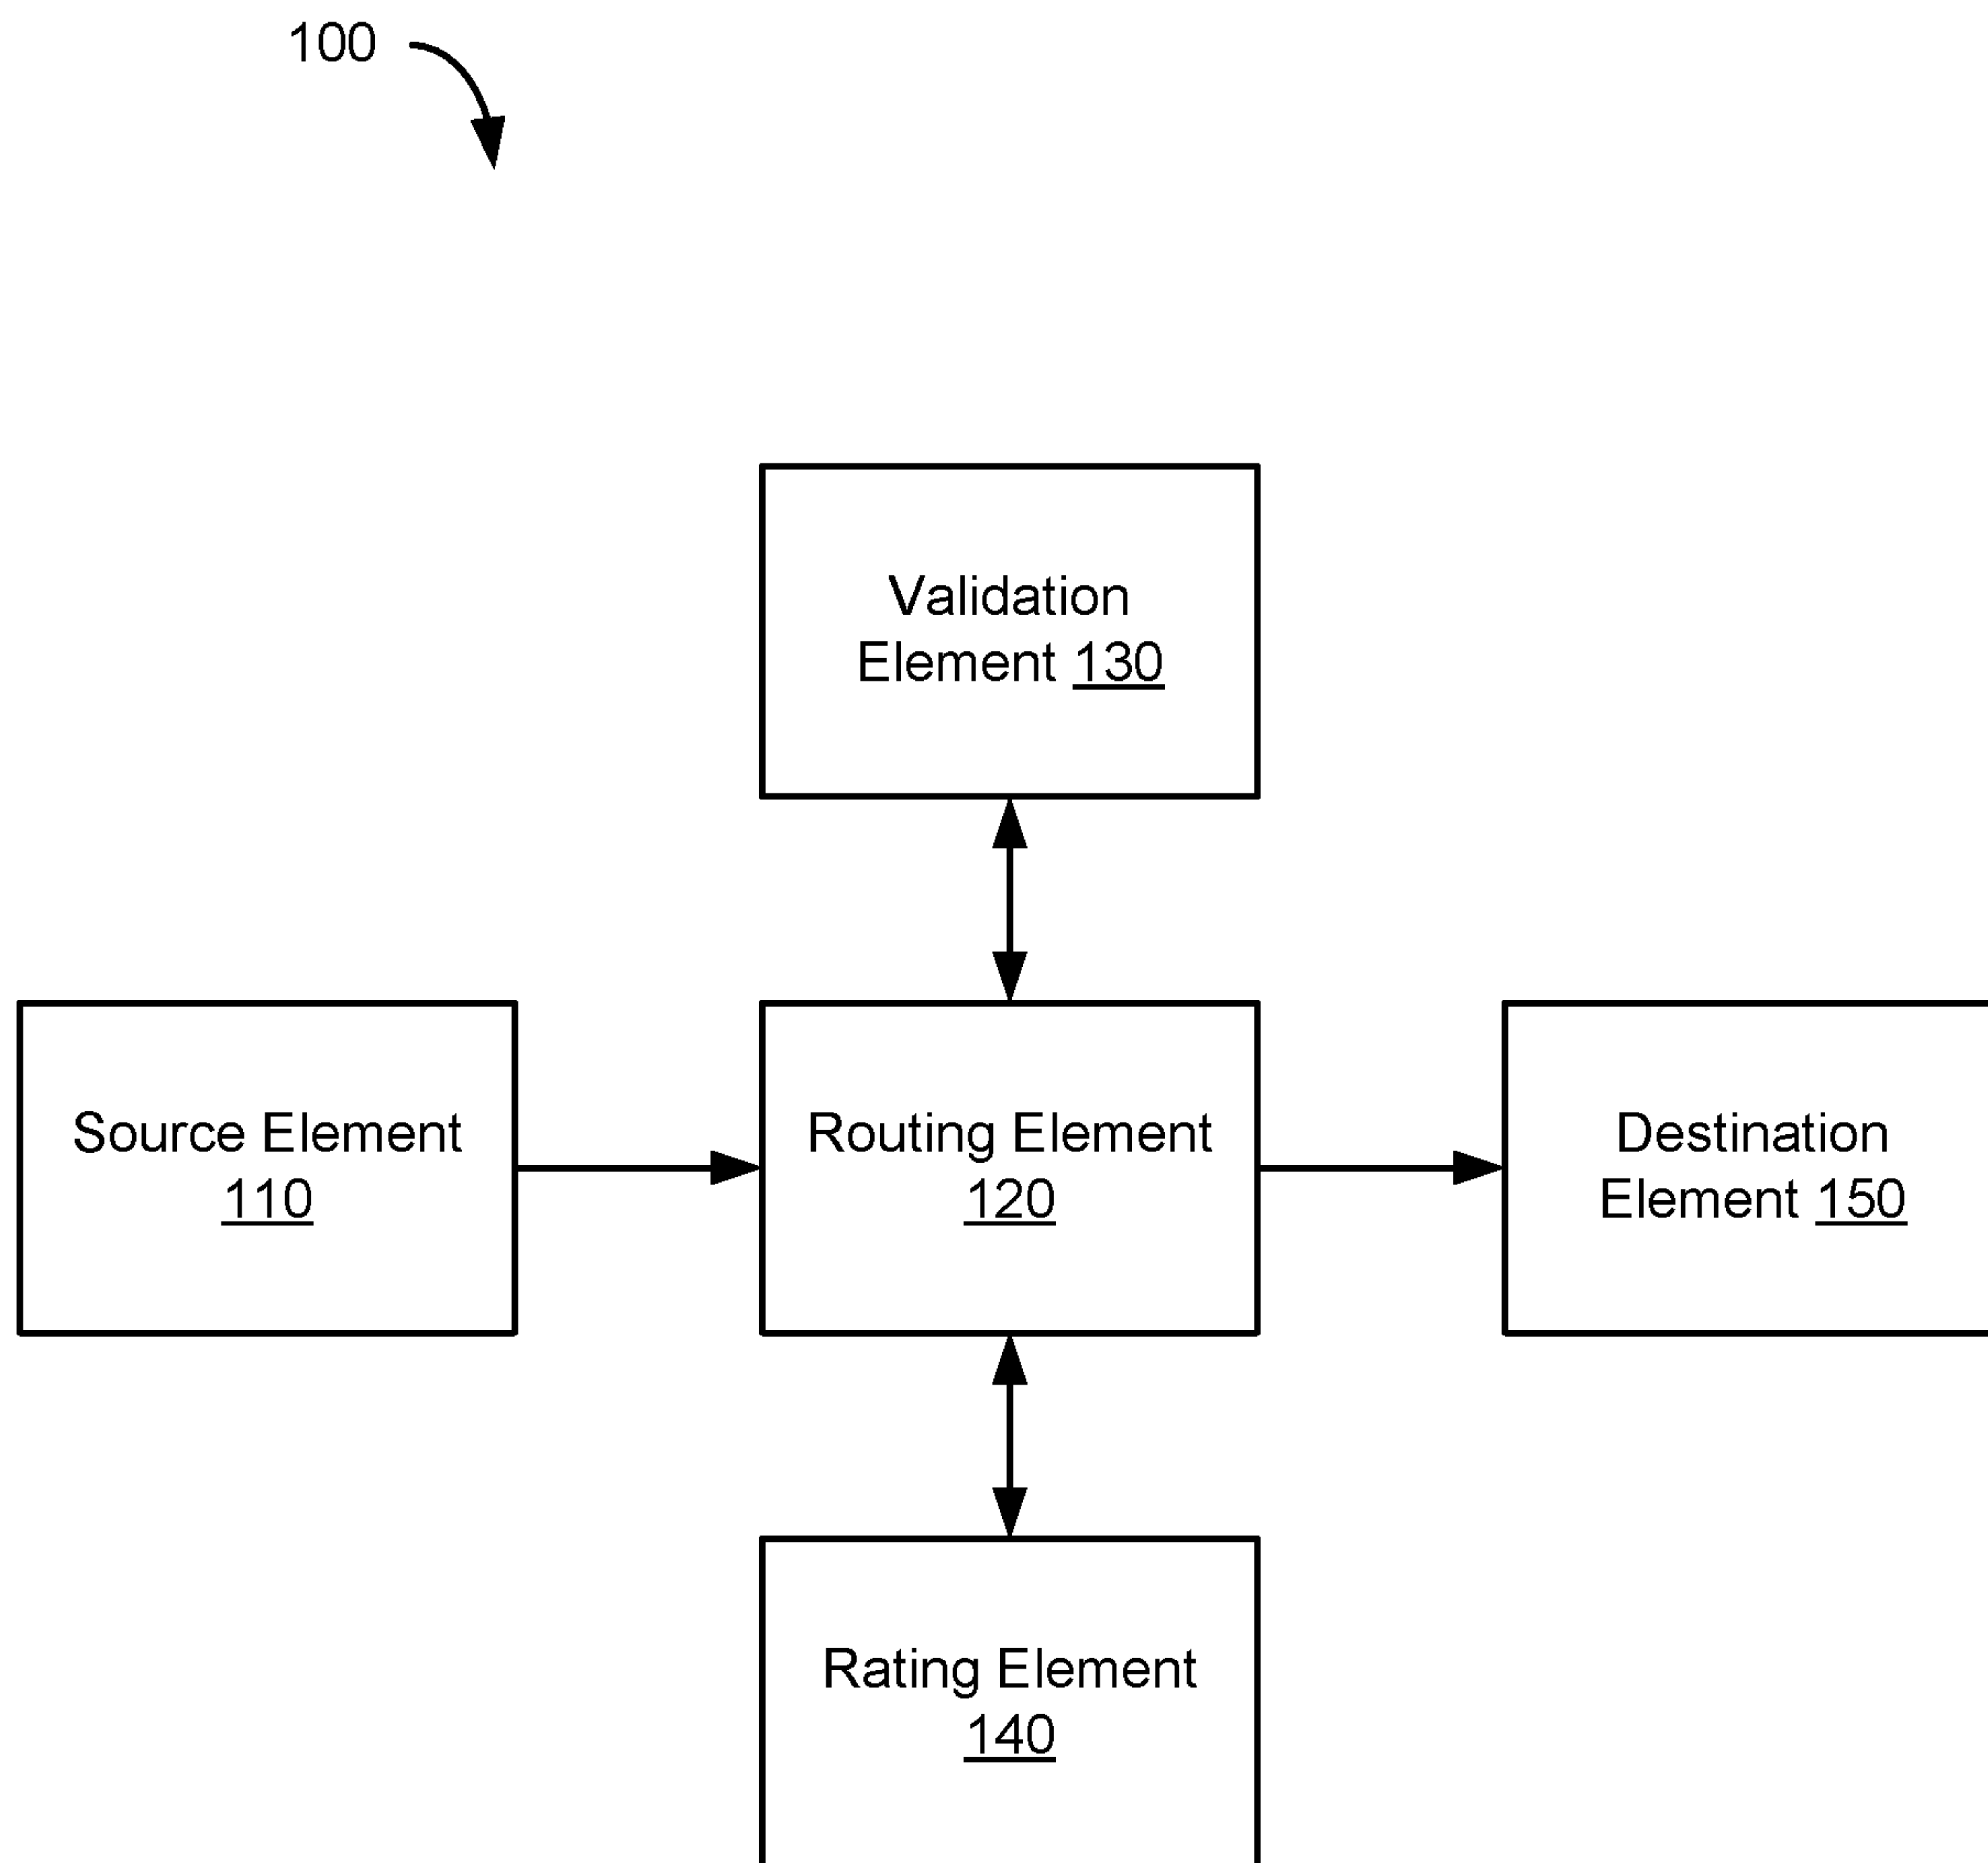 100
Validation
Element 130
Source Element
110
Routing Element
120
Destination
Element 150
Rating Element
140